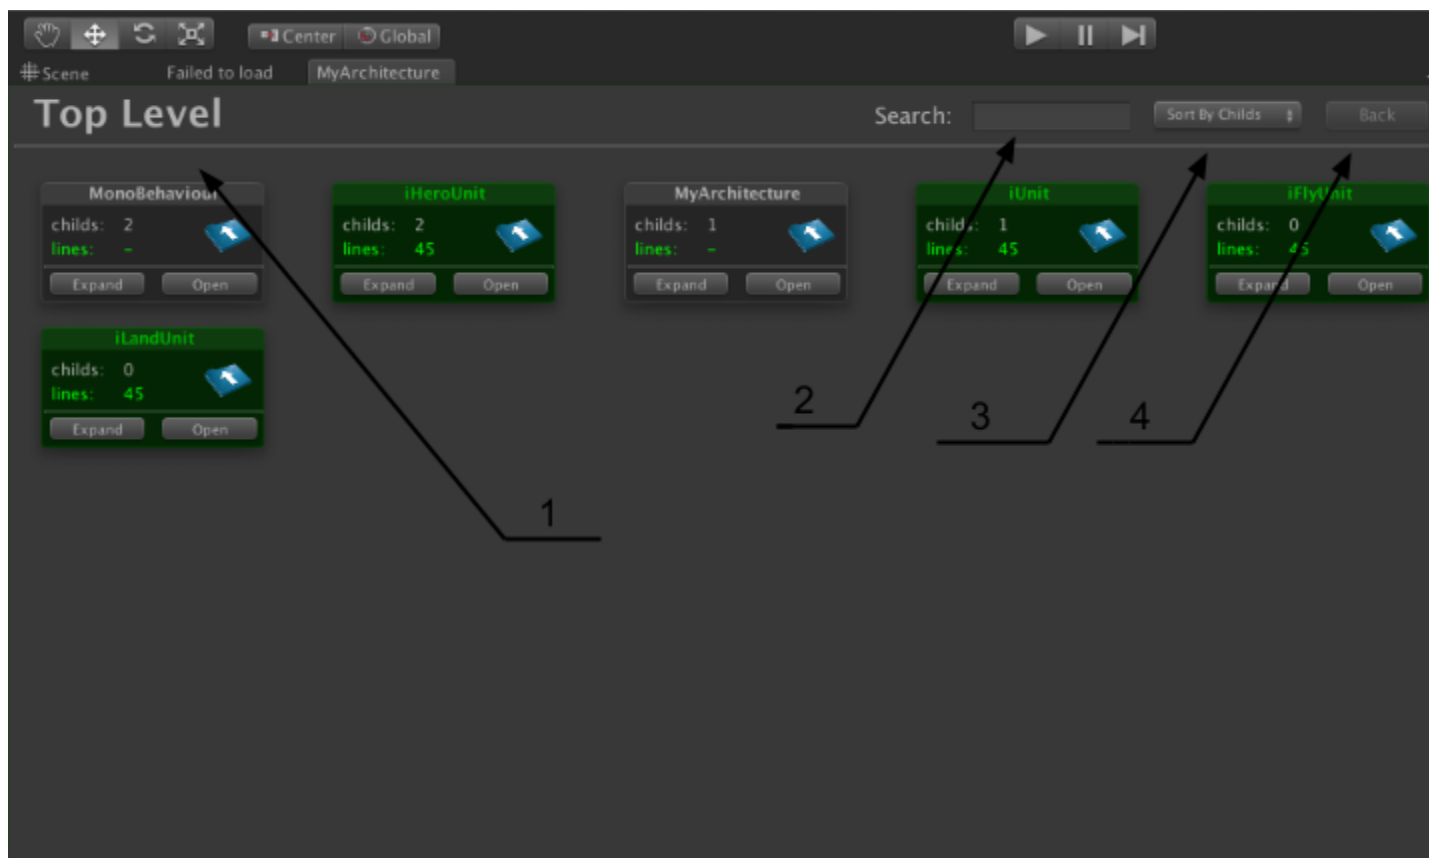 Center Global
Scene Failed to load MyArchitecture
Top Level Search: Sort By Childs Back
MonoBehaviour iHeroUnit MyArchitecture iUnit iFlyUnit
childs: 2 childs: 2 childs: 1 childs: 1 childs: 0
lines: – lines: 45 lines: – lines: 45 lines: 45
Expand Open Expand Open Expand Open Expand Open Expand Open
iLandUnit
childs: 0
lines: 45
Expand Open
2 3 4
1